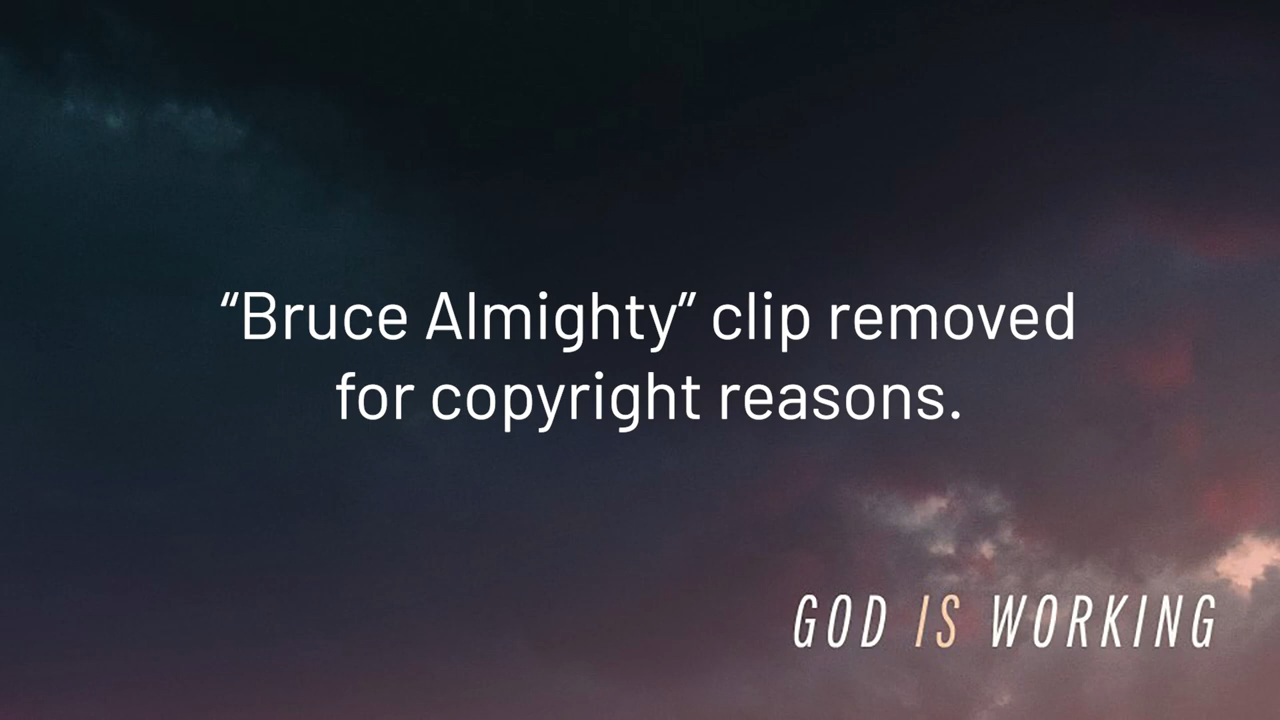 “Bruce Almighty” clip removed
for copyright reasons.
GOD IS WORKING